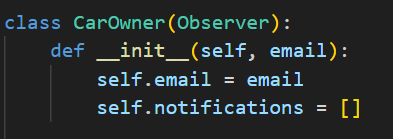 class CarOwner(Observer):
    def __init__(self, email):
        self.email = email
        self.notifications = []